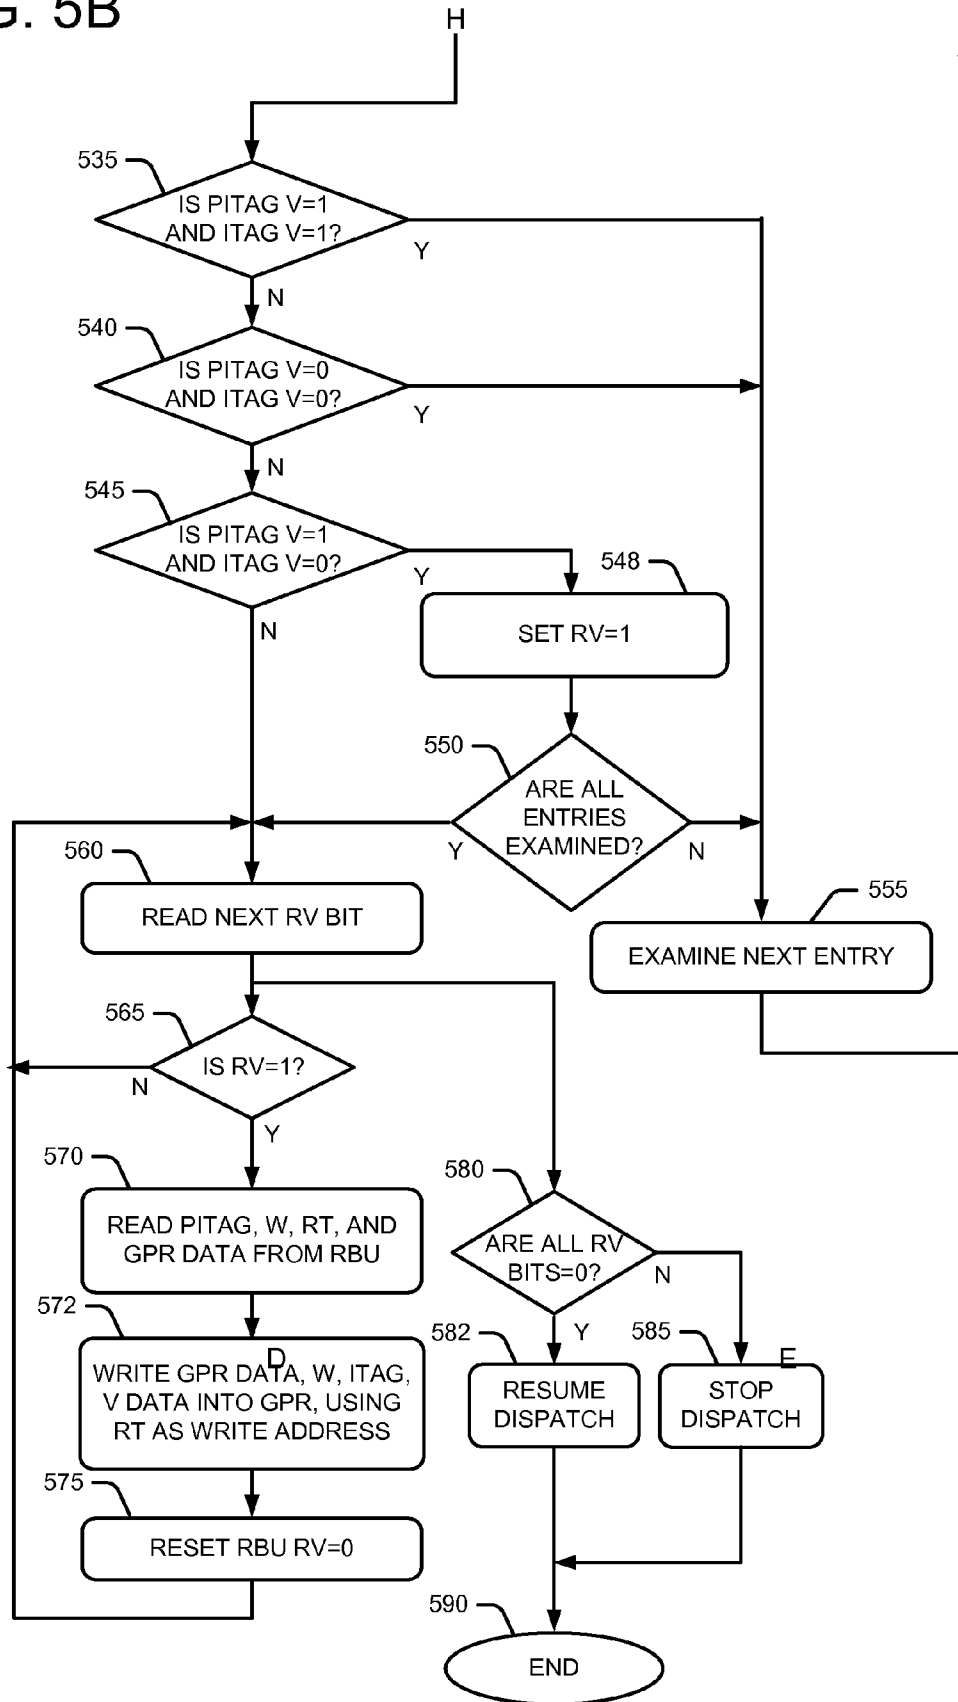 G. 5B
H
535
IS PITAG V=1
AND ITAG V=1?
Y
N
540
IS PITAG V=0
AND ITAG V=0?
Y
N
545
IS PITAG V=1
AND ITAG V=0?
Y
N
548
SET RV=1
550
ARE ALL
ENTRIES
EXAMINED?
Y
N
555
EXAMINE NEXT ENTRY
560
READ NEXT RV BIT
565
IS RV=1?
N
Y
570
READ PITAG, W, RT, AND
GPR DATA FROM RBU
572
D
WRITE GPR DATA, W, ITAG,
V DATA INTO GPR, USING
RT AS WRITE ADDRESS
575
RESET RBU RV=0
580
ARE ALL RV
BITS=0?
N
Y
582
RESUME
DISPATCH
585
E
STOP
DISPATCH
590
END